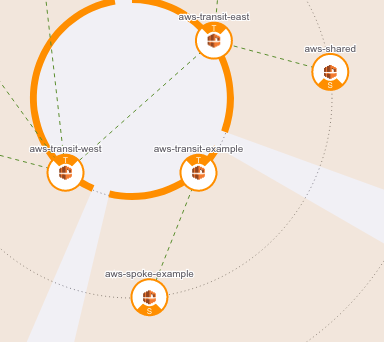 aws-transit-east
T
aws-shared
S
aws-transit-west
T
aws-transit-example
T
aws-spoke-example
S